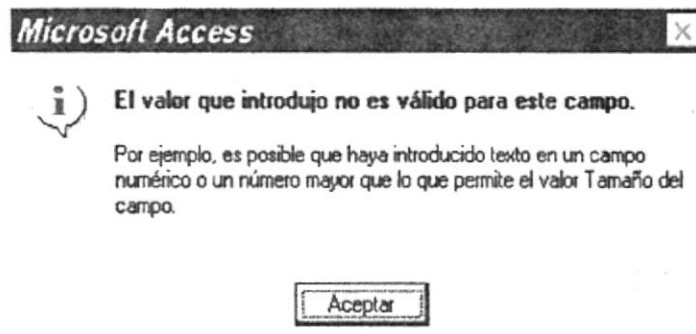 Microsoft Access
El valor que introdujo no es válido para este campo.
Por ejemplo, es posible que haya introducido texto en un campo
numérico o un número mayor que lo que permite el valor Tamaño del
campo.
Aceptar